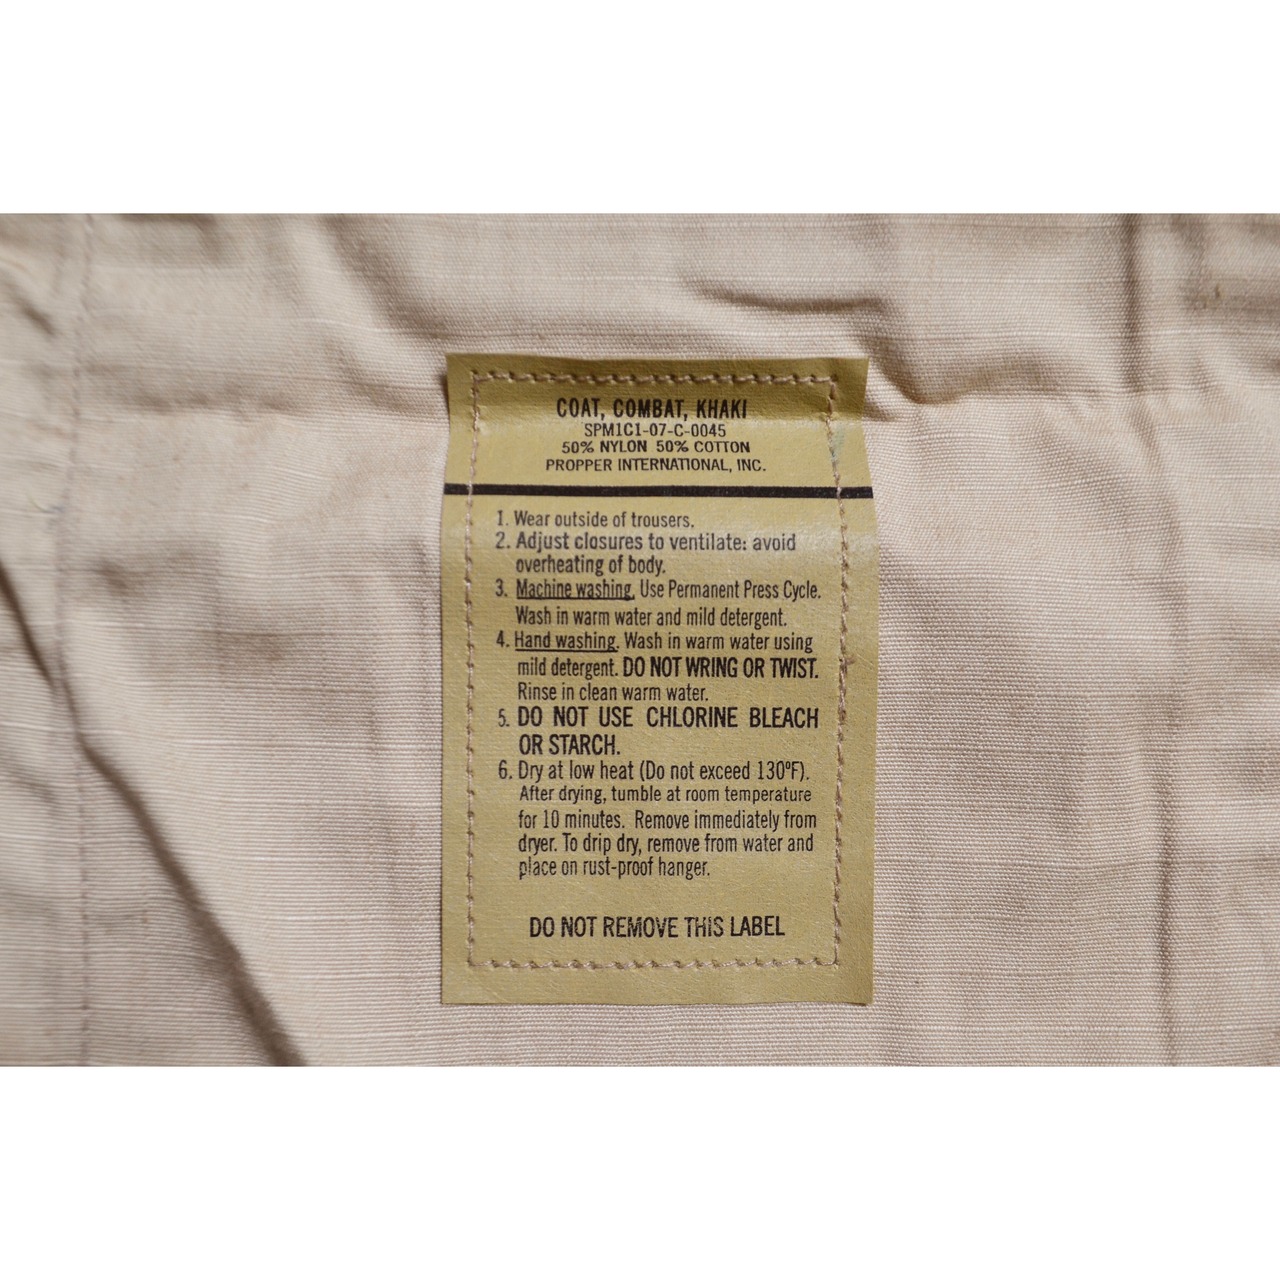 COAT, COMBAT, KHAKI
SPM1C1-07-C-0045
50% NYLON 50% COTTON
PROPPER INTERNATIONAL, INC.
1. Wear outside of trousers.
2. Adjust closures to ventilate: avoid
overheating of body.
3. Machine washing. Use Permanent Press Cycle.
Wash in warm water and mild detergent.
4. Hand washing. Wash in warm water using
mild detergent. DO NOT WRING OR TWIST.
Rinse in clean warm water.
5. DO NOT USE CHLORINE BLEACH
OR STARCH.
6. Dry at low heat (Do not exceed 130ºF).
After drying, tumble at room temperature
for 10 minutes. Remove immediately from
dryer. To drip dry, remove from water and
place on rust-proof hanger.
DO NOT REMOVE THIS LABEL